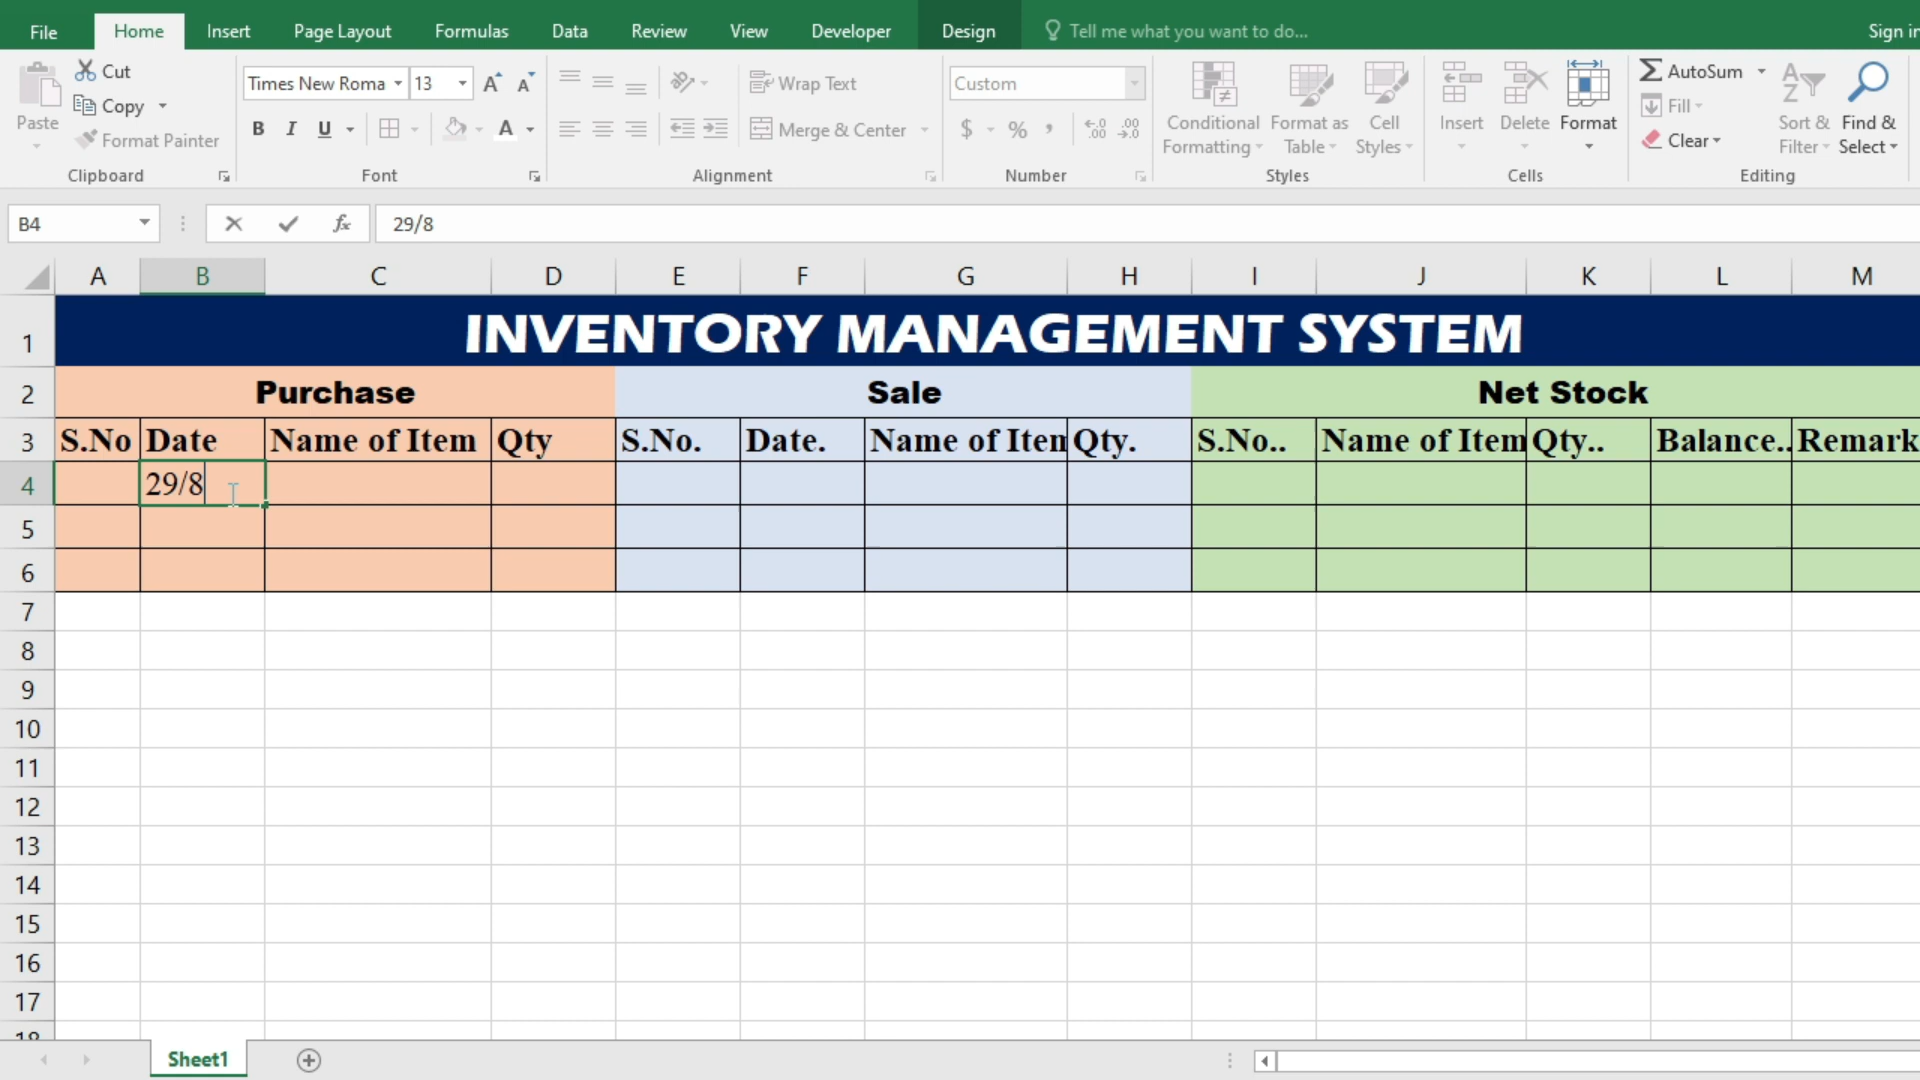 File Home Insert Page Layout Formulas Data Review View Developer Design Tell me what you want to do... Sign in
Paste Cut Copy Format Painter
Clipboard
Times New Roma 13
B I U A
Font
Wrap Text
Merge & Center
Alignment
Custom
$ % , .00 .00
Number
Conditional Formatting Format as Table Cell Styles
Styles
Insert Delete Format
Cells
AutoSum Fill Clear
Sort & Filter Find & Select
Editing
B4 fx 29/8
A B C D E F G H I J K L M
1 INVENTORY MANAGEMENT SYSTEM
2 Purchase Sale Net Stock
3 S.No Date Name of Item Qty S.No. Date. Name of Item Qty. S.No.. Name of Item Qty.. Balance.. Remark
4 29/8
5
6
7
8
9
10
11
12
13
14
15
16
17
18
Sheet1